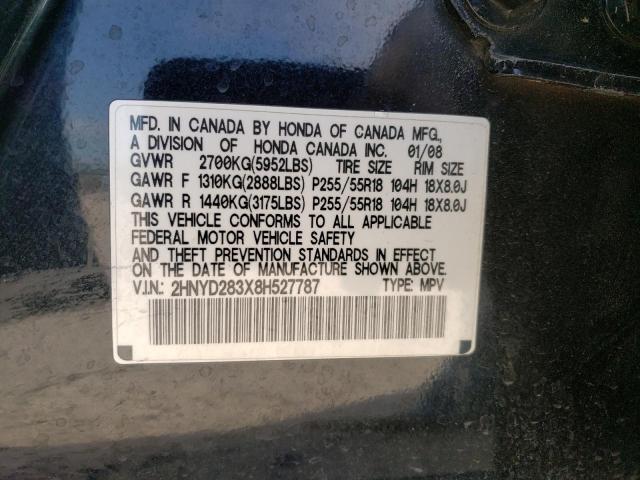 MFD. IN CANADA BY HONDA OF CANADA MFG.,
A DIVISION OF HONDA CANADA INC. 01/08
GVWR 2700KG(5952LBS) TIRE SIZE RIM SIZE
GAWR F 1310KG(2888LBS) P255/55R18 104H 18X8.0J
GAWR R 1440KG(3175LBS) P255/55R18 104H 18X8.0J
THIS VEHICLE CONFORMS TO ALL APPLICABLE
FEDERAL MOTOR VEHICLE SAFETY
AND THEFT PREVENTION STANDARDS IN EFFECT
ON THE DATE OF MANUFACTURE SHOWN ABOVE.
V.I.N.: 2HNYD283X8H527787 TYPE: MPV